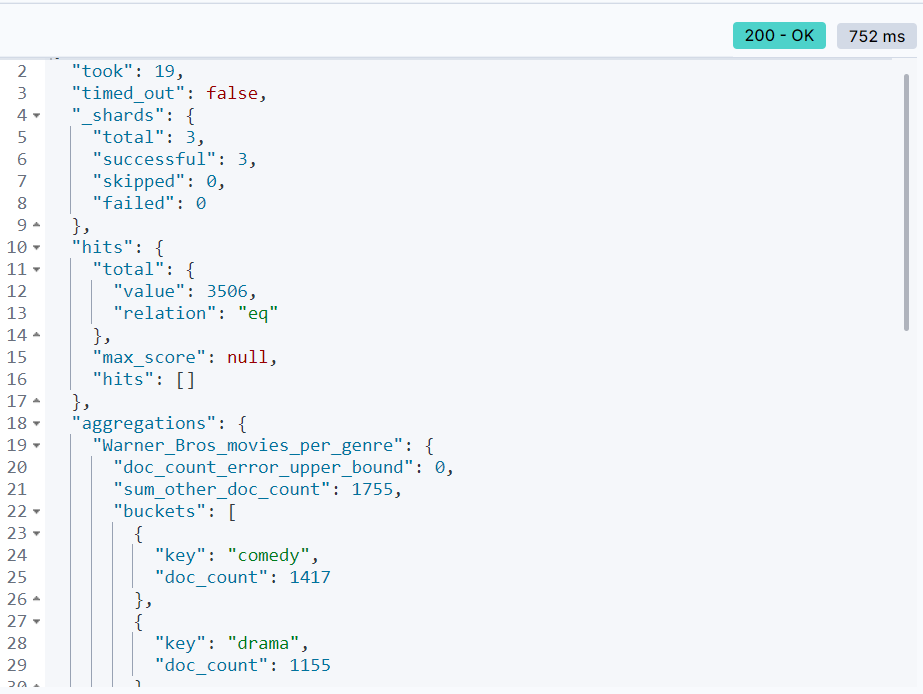 200 - OK 752 ms
2 "took": 19,
3 "timed_out": false,
4 "_shards": {
5 "total": 3,
6 "successful": 3,
7 "skipped": 0,
8 "failed": 0
9 },
10 "hits": {
11 "total": {
12 "value": 3506,
13 "relation": "eq"
14 },
15 "max_score": null,
16 "hits": []
17 },
18 "aggregations": {
19 "Warner_Bros_movies_per_genre": {
20 "doc_count_error_upper_bound": 0,
21 "sum_other_doc_count": 1755,
22 "buckets": [
23 {
24 "key": "comedy",
25 "doc_count": 1417
26 },
27 {
28 "key": "drama",
29 "doc_count": 1155